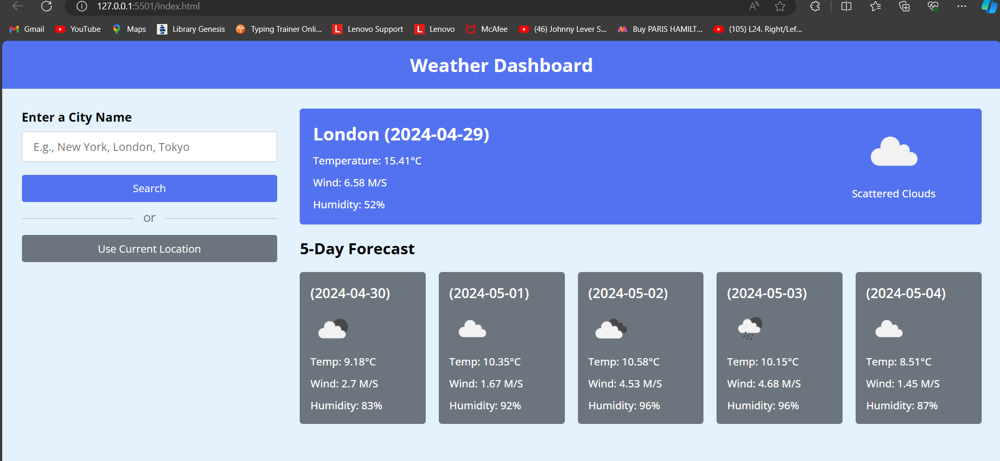 127.0.0.1:5501/index.html
Gmail YouTube Maps Library Genesis Typing Trainer Onli... Lenovo Support Lenovo McAfee (46) Johnny Lever S... Buy PARIS HAMILT... (105) L24. Right/Lef...
Weather Dashboard
Enter a City Name
E.g., New York, London, Tokyo
Search
or
Use Current Location
London (2024-04-29)
Temperature: 15.41°C
Wind: 6.58 M/S
Humidity: 52%
Scattered Clouds
5-Day Forecast
(2024-04-30)
Temp: 9.18°C
Wind: 2.7 M/S
Humidity: 83%
(2024-05-01)
Temp: 10.35°C
Wind: 1.67 M/S
Humidity: 92%
(2024-05-02)
Temp: 10.58°C
Wind: 4.53 M/S
Humidity: 96%
(2024-05-03)
Temp: 10.15°C
Wind: 4.68 M/S
Humidity: 96%
(2024-05-04)
Temp: 8.51°C
Wind: 1.45 M/S
Humidity: 87%